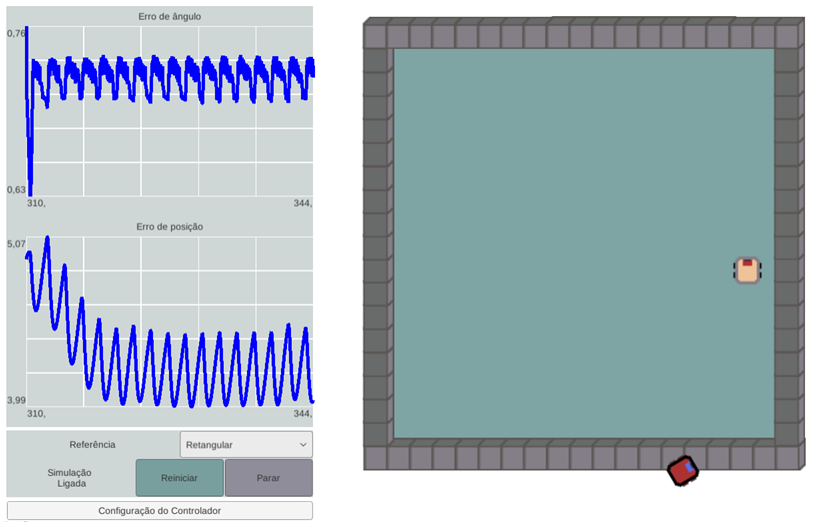 Erro de ângulo
0,76
0,63
310,
344,
Erro de posição
5,07
3,99
310,
344,
Referência
Retangular
Simulação
Ligada
Reiniciar
Parar
Configuração do Controlador